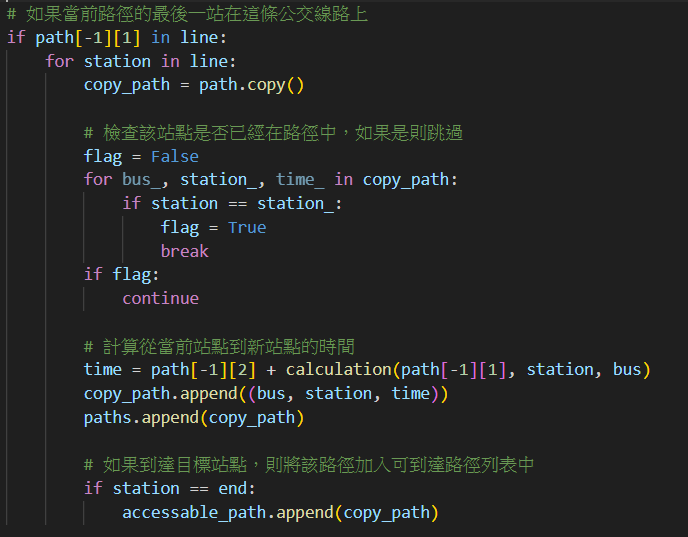 # 如果當前路徑的最後一站在這條公交線路上
if path[-1][1] in line:
    for station in line:
        copy_path = path.copy()

        # 檢查該站點是否已經在路徑中，如果是則跳過
        flag = False
        for bus_, station_, time_ in copy_path:
            if station == station_:
                flag = True
                break
        if flag:
            continue

        # 計算從當前站點到新站點的時間
        time = path[-1][2] + calculation(path[-1][1], station, bus)
        copy_path.append((bus, station, time))
        paths.append(copy_path)

        # 如果到達目標站點，則將該路徑加入可到達路徑列表中
        if station == end:
            accessable_path.append(copy_path)